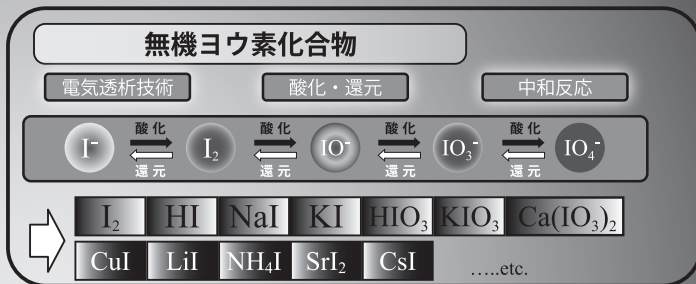 無機ヨウ素化合物
電気透析技術 酸化・還元 中和反応
酸化 酸化 酸化 酸化
I⁻ I₂ IO⁻ IO₃⁻ IO₄⁻
還元 還元 還元 還元
I₂ HI NaI KI HIO₃ KIO₃ Ca(IO₃)₂
CuI LiI NH₄I SrI₂ CsI .....etc.